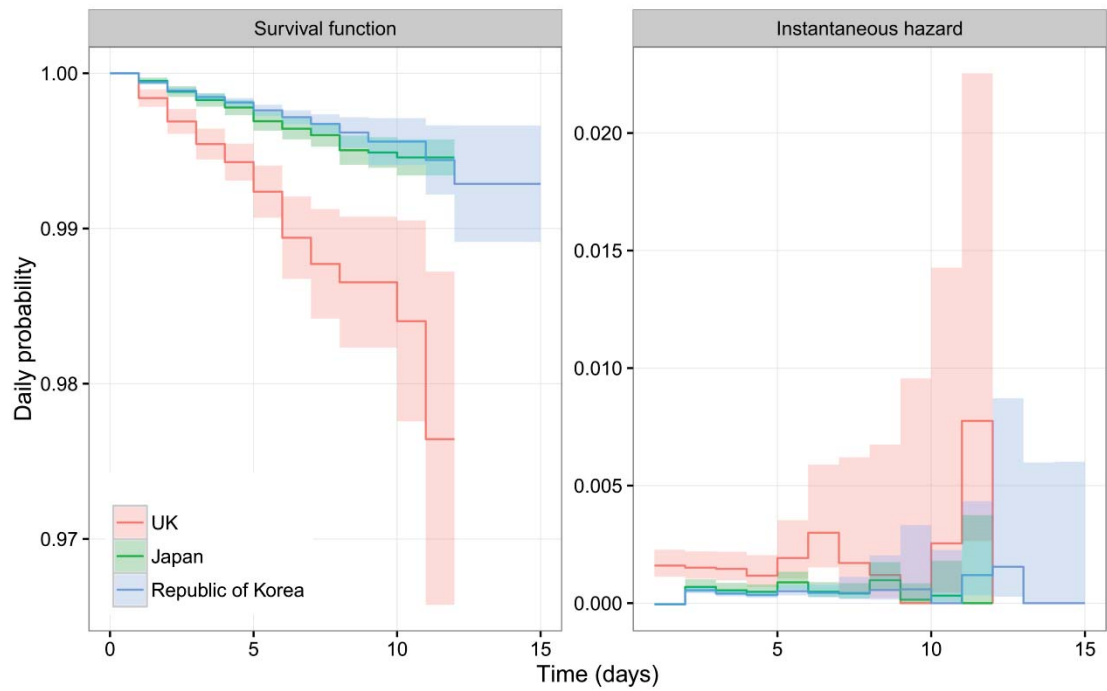 Survival function
Instantaneous hazard
Daily probability
1.00
0.99
0.98
0.97
UK
Japan
Republic of Korea
0 5 10 15
0.020
0.015
0.010
0.005
0.000
5 10 15
Time (days)